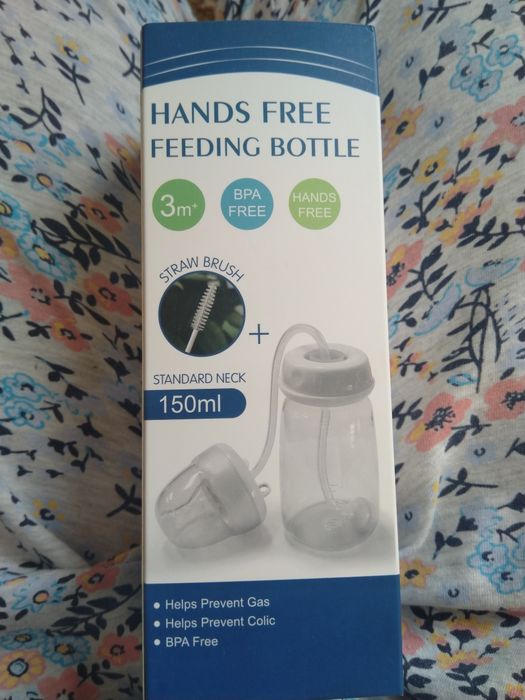 HANDS FREE
FEEDING BOTTLE
3m+
BPA
FREE
HANDS
FREE
STRAW BRUSH
+
STANDARD NECK
150ml
• Helps Prevent Gas
• Helps Prevent Colic
• BPA Free